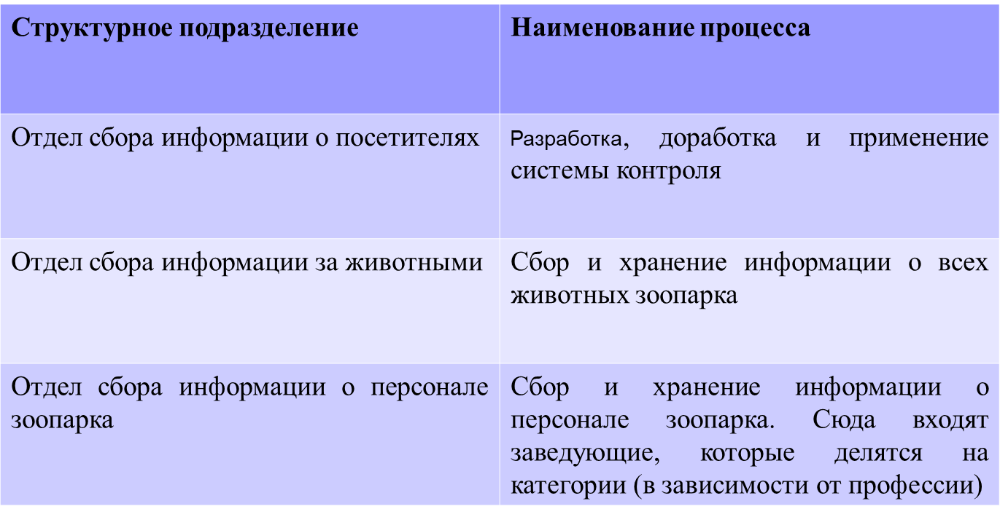 Структурное подразделение
Наименование процесса
Отдел сбора информации о посетителях
Разработка, доработка и применение
системы контроля
Отдел сбора информации за животными
Сбор и хранение информации о всех
животных зоопарка
Отдел сбора информации о персонале
зоопарка
Сбор и хранение информации о
персонале зоопарка. Сюда входят
заведующие, которые делятся на
категории (в зависимости от профессии)